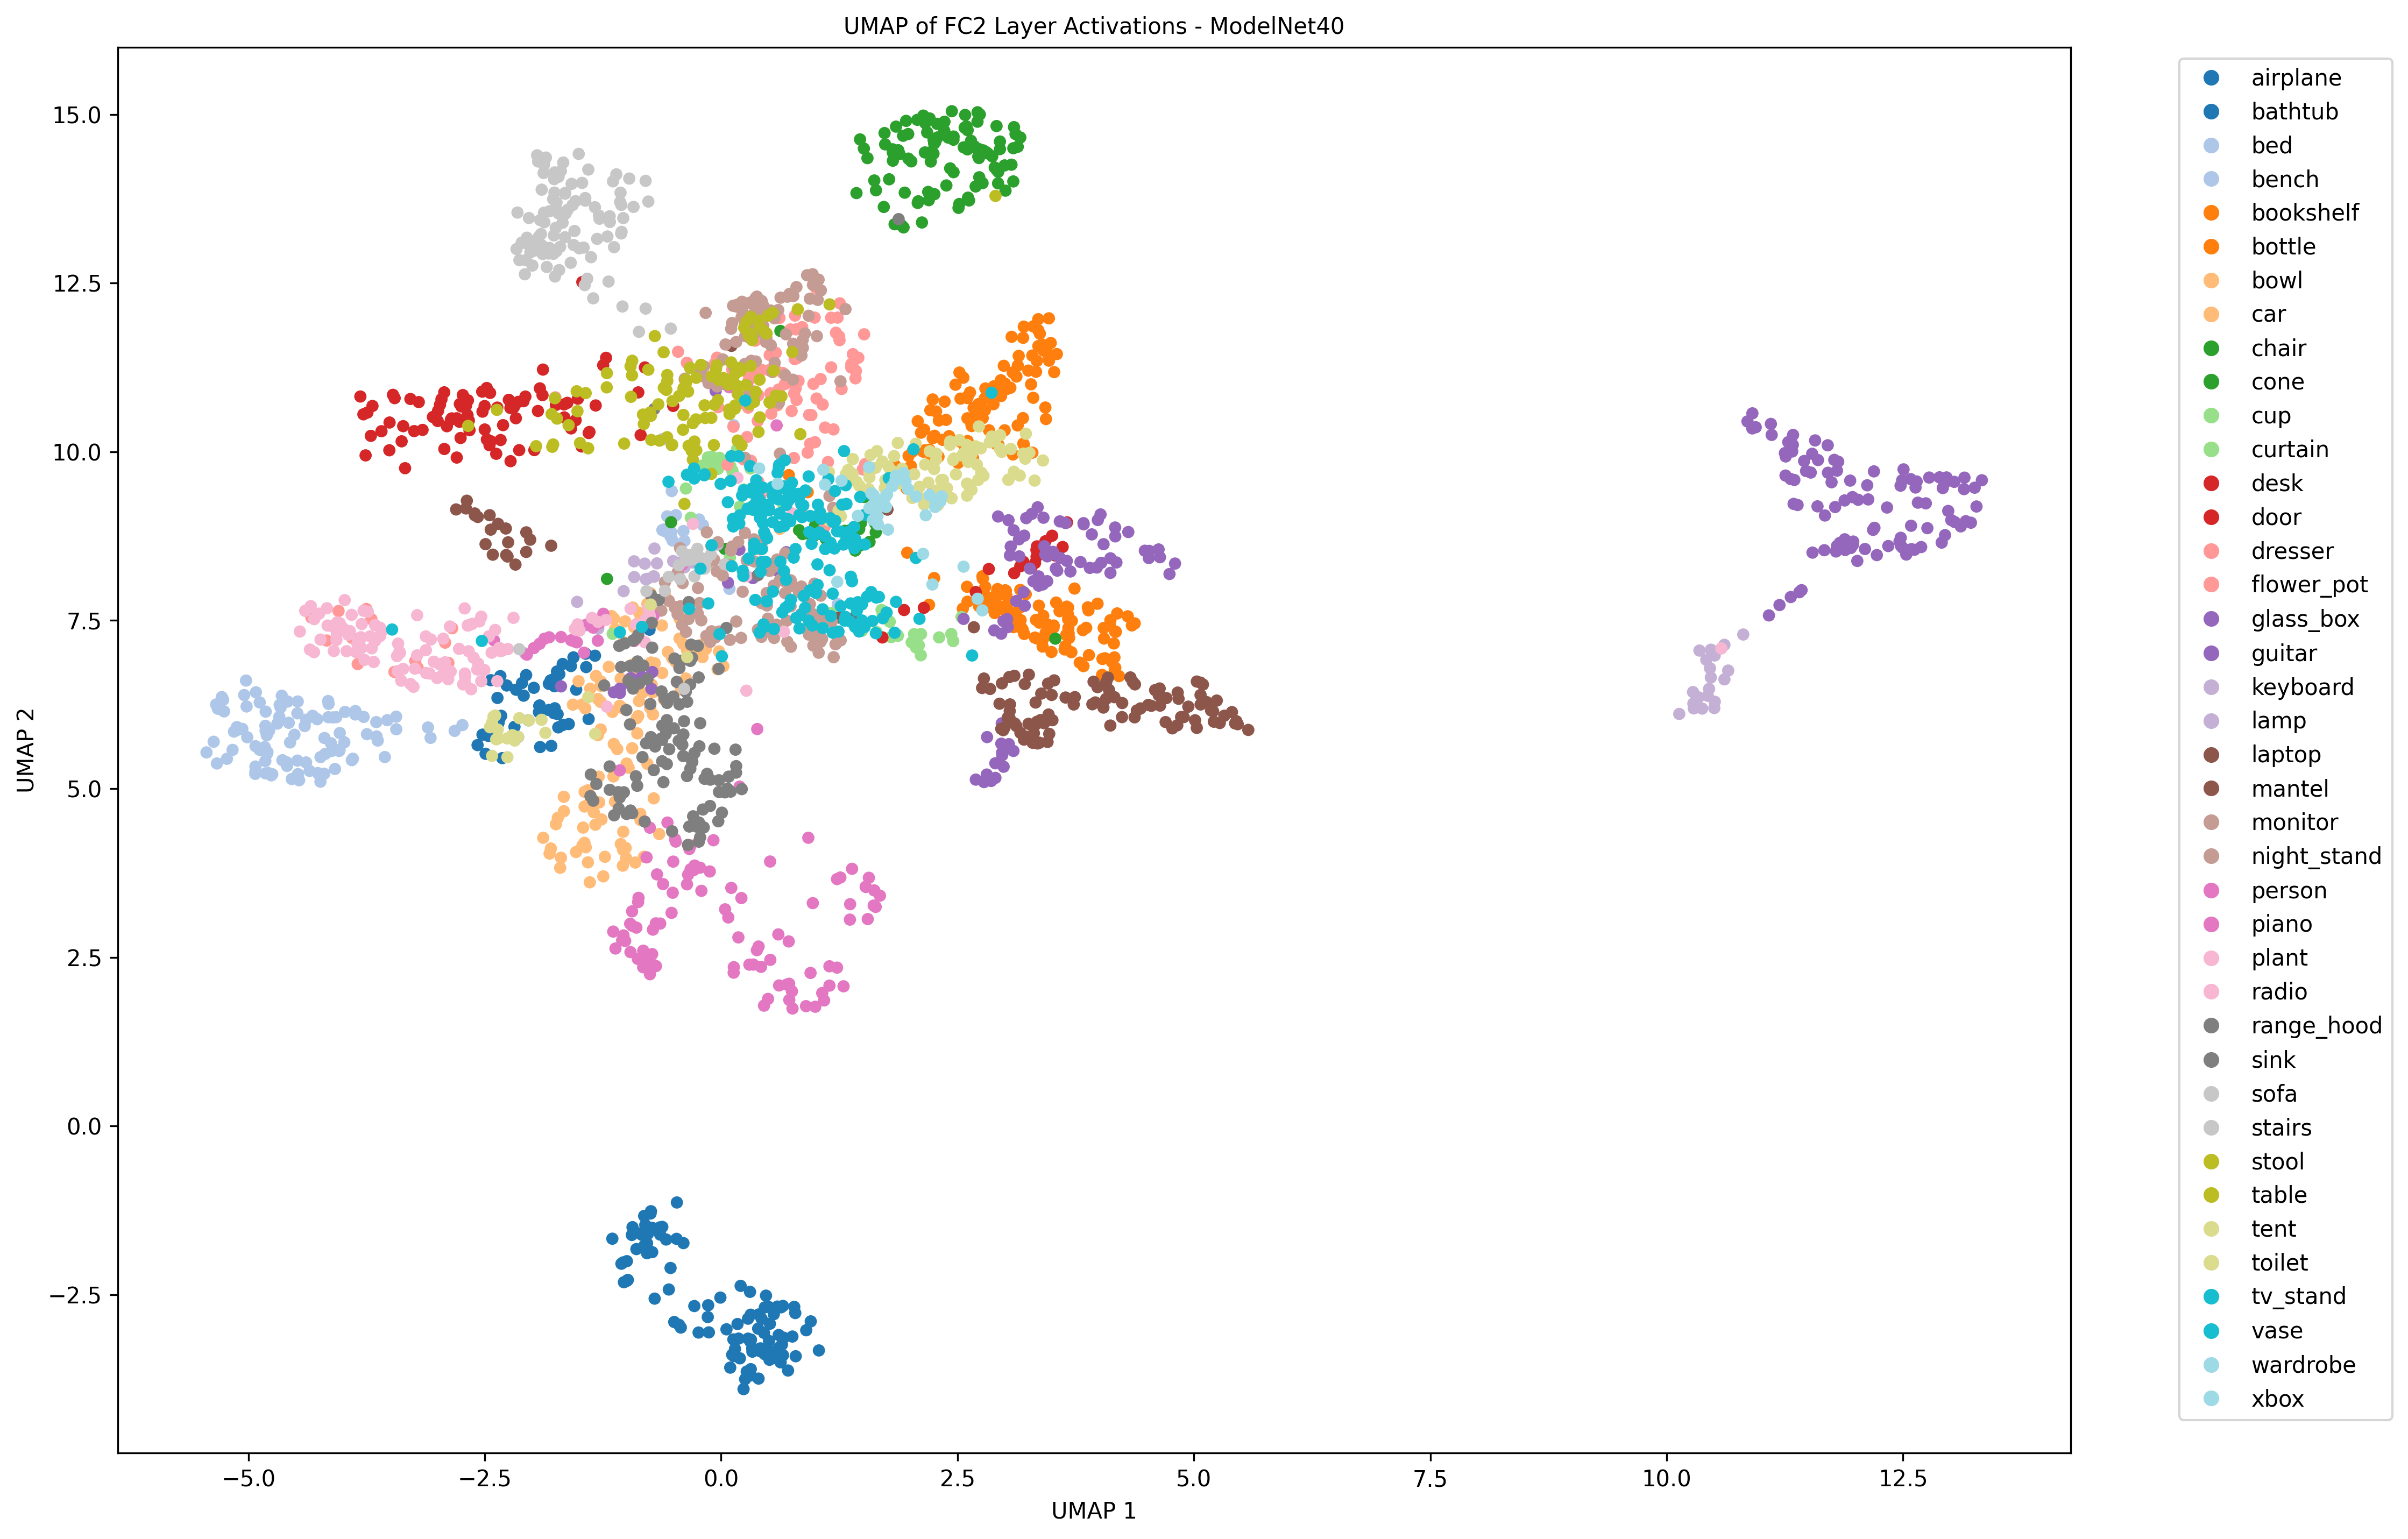 UMAP of FC2 Layer Activations - ModelNet40
15.0
12.5
10.0
7.5
5.0
2.5
0.0
−2.5
UMAP 2
−5.0
−2.5
0.0
2.5
5.0
7.5
10.0
12.5
UMAP 1
airplane
bathtub
bed
bench
bookshelf
bottle
bowl
car
chair
cone
cup
curtain
desk
door
dresser
flower_pot
glass_box
guitar
keyboard
lamp
laptop
mantel
monitor
night_stand
person
piano
plant
radio
range_hood
sink
sofa
stairs
stool
table
tent
toilet
tv_stand
vase
wardrobe
xbox